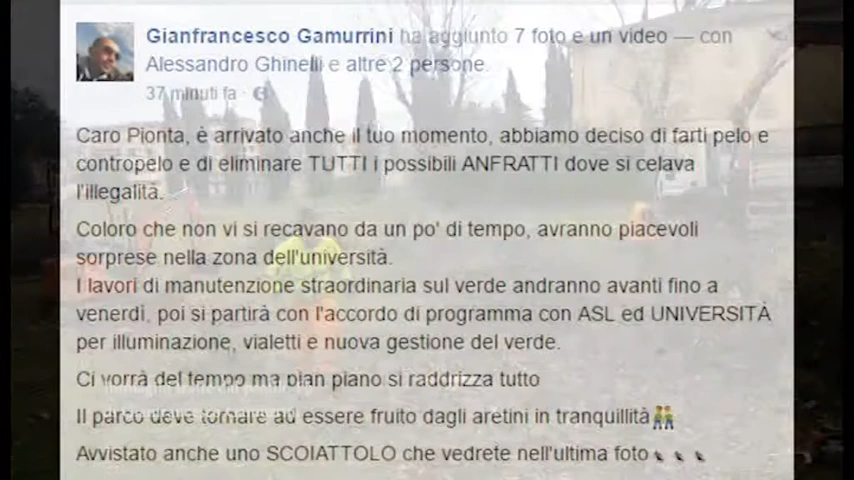 Gianfrancesco Gamurrini ha aggiunto 7 foto e un video — con
Alessandro Ghinelli e altre 2 persone.
37 minuti fa ·
Caro Pionta, è arrivato anche il tuo momento, abbiamo deciso di farti pelo e
contropelo e di eliminare TUTTI i possibili ANFRATTI dove si celava
l'illegalità.
Coloro che non vi si recavano da un po' di tempo, avranno piacevoli
sorprese nella zona dell'università.
I lavori di manutenzione straordinaria sul verde andranno avanti fino a
venerdì, poi si partirà con l'accordo di programma con ASL ed UNIVERSITÀ
per illuminazione, vialetti e nuova gestione del verde.
Ci vorrà del tempo ma pian piano si raddrizza tutto
Il parco deve tornare ad essere fruito dagli aretini in tranquillità
Avvistato anche uno SCOIATTOLO che vedrete nell'ultima foto